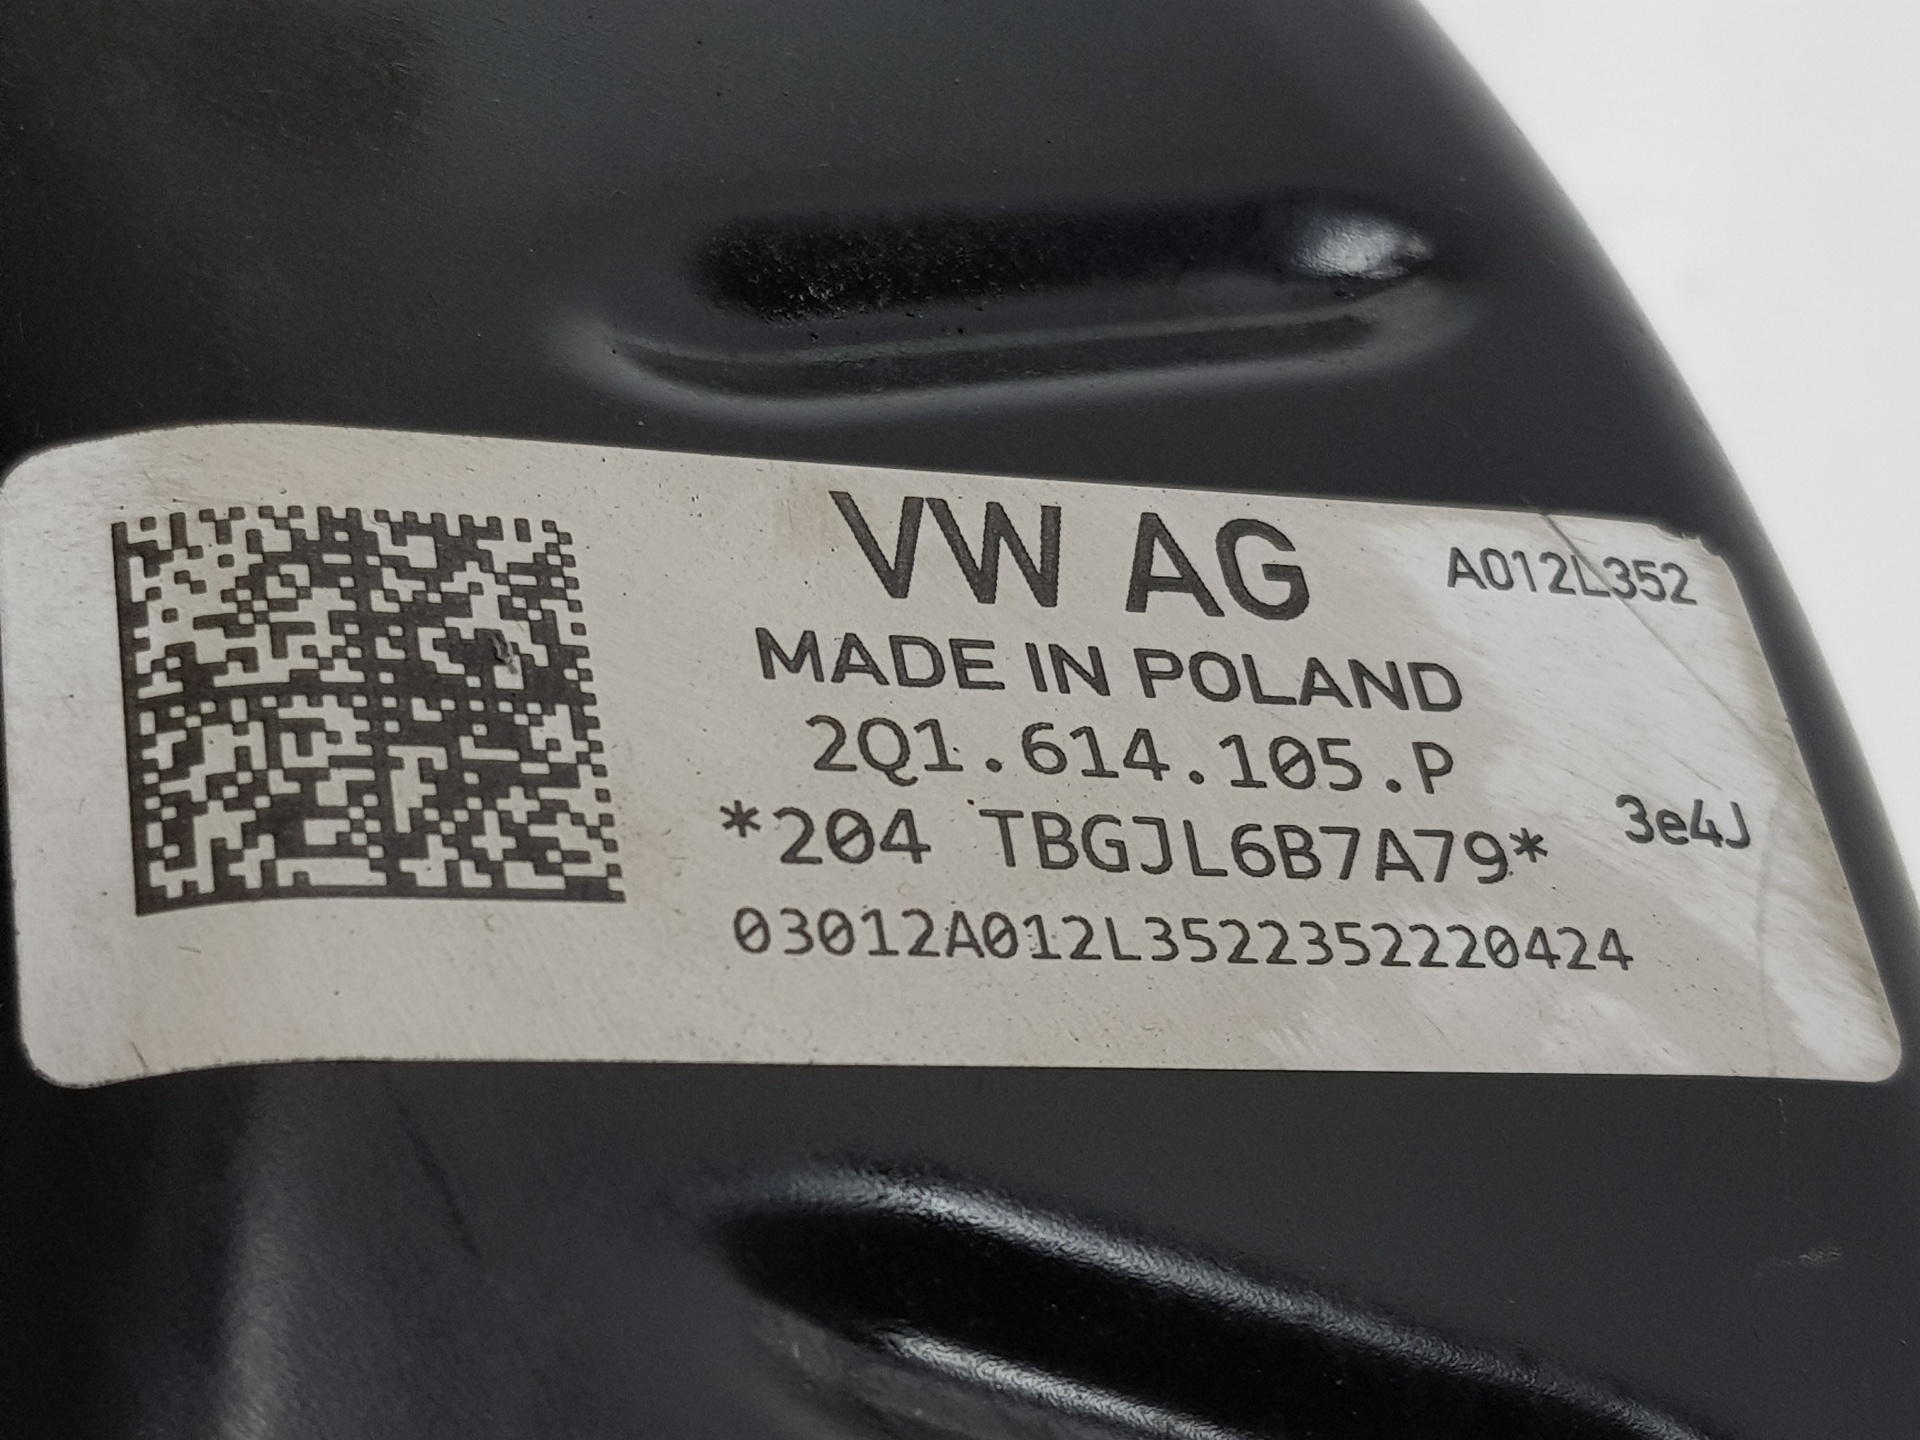 VW AG
A012L352
MADE IN POLAND
2Q1.614.105.P
*204 TBGJL6B7A79*
3e4J
03012A012L3522352220424